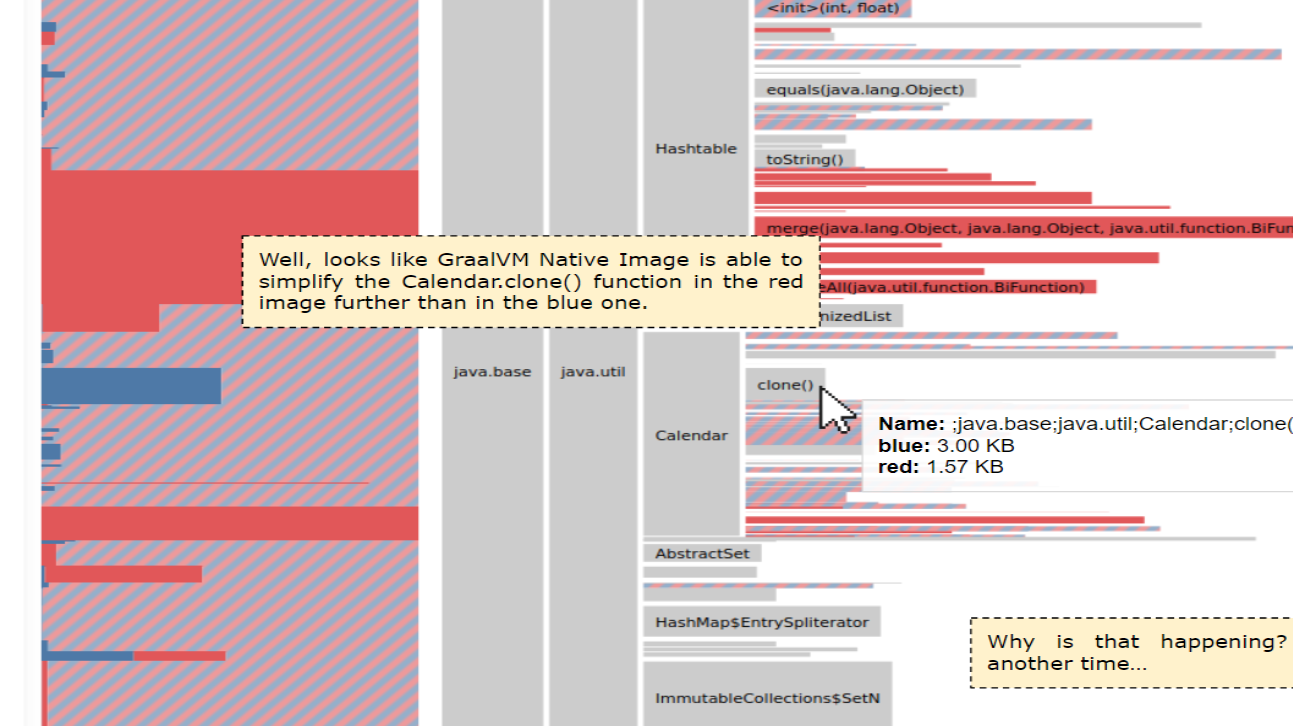 <init>(int, float)
equals(java.lang.Object)
Hashtable
toString()
merge(java.lang.Object, java.lang.Object, java.util.function.BiFun
Well, looks like GraalVM Native Image is able to
simplify the Calendar.clone() function in the red
image further than in the blue one.
eAll(java.util.function.BiFunction)
nizedList
java.base
java.util
clone()
Name: ;java.base;java.util;Calendar;clone(
blue: 3.00 KB
red: 1.57 KB
Calendar
AbstractSet
HashMap$EntrySpliterator
Why is that happening?
another time...
ImmutableCollections$SetN